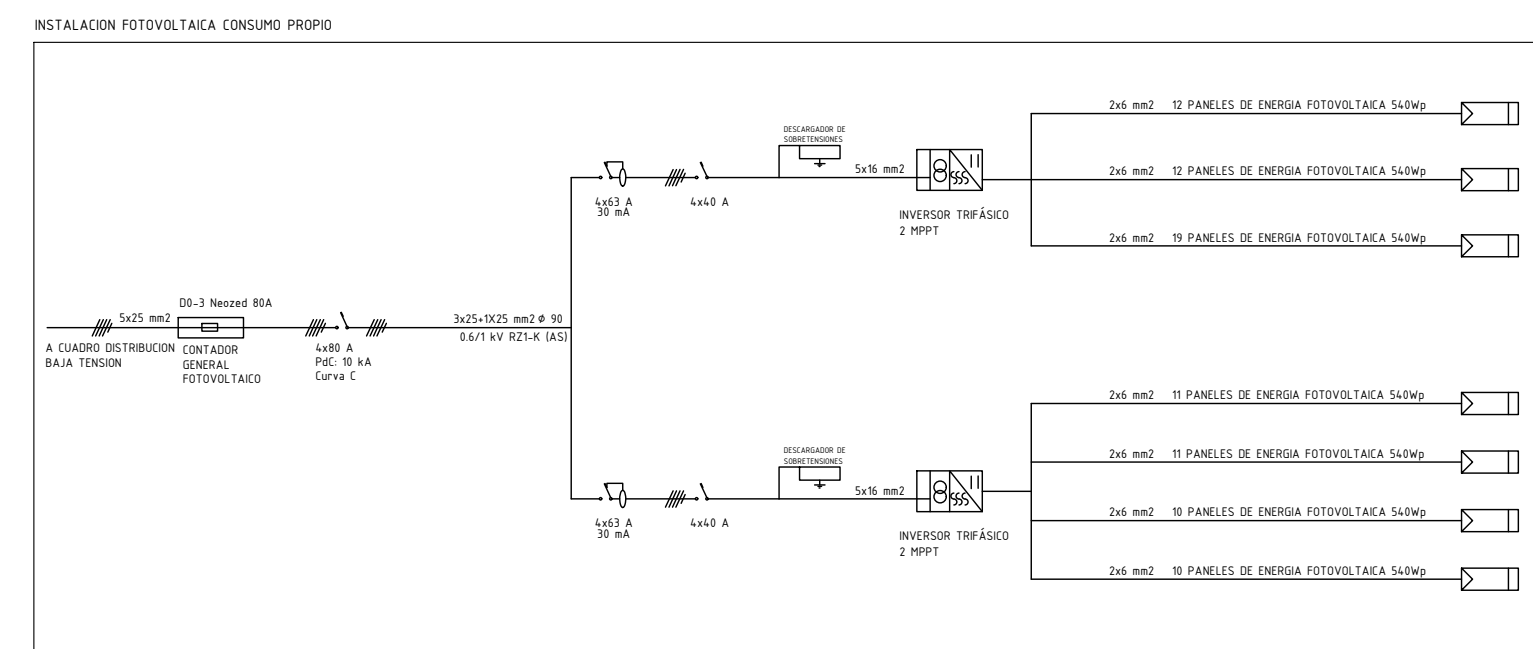 INSTALACION FOTOVOLTAICA CONSUMO PROPIO
2x6 mm2 12 PANELES DE ENERGIA FOTOVOLTAICA 540Wp
DESCARGADOR DE
SOBRETENSIONES
5x16 mm2
2x6 mm2 12 PANELES DE ENERGIA FOTOVOLTAICA 540Wp
4x63 A
30 mA
4x40 A
INVERSOR TRIFÁSICO
2 MPPT
2x6 mm2 19 PANELES DE ENERGIA FOTOVOLTAICA 540Wp
D0-3 Neozed 80A
5x25 mm2
3x25+1X25 mm2 ϕ 90
0.6/1 kV RZ1-K (AS)
A CUADRO DISTRIBUCION
BAJA TENSION
CONTADOR
GENERAL
FOTOVOLTAICO
4x80 A
PdC: 10 kA
Curva C
2x6 mm2 11 PANELES DE ENERGIA FOTOVOLTAICA 540Wp
DESCARGADOR DE
SOBRETENSIONES
5x16 mm2
2x6 mm2 11 PANELES DE ENERGIA FOTOVOLTAICA 540Wp
4x63 A
30 mA
4x40 A
INVERSOR TRIFÁSICO
2 MPPT
2x6 mm2 10 PANELES DE ENERGIA FOTOVOLTAICA 540Wp
2x6 mm2 10 PANELES DE ENERGIA FOTOVOLTAICA 540Wp